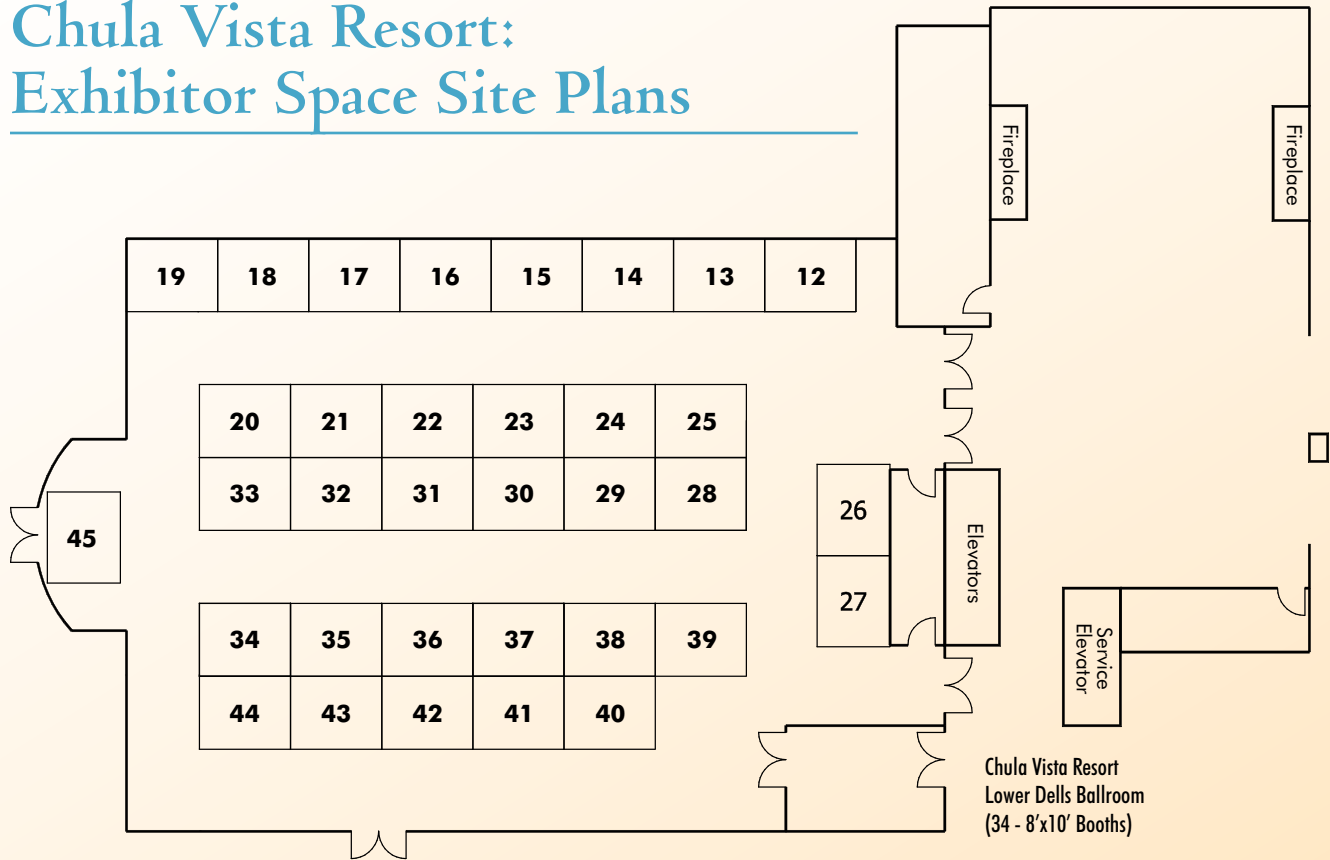 Chula Vista Resort:
Exhibitor Space Site Plans
Fireplace
Fireplace
19 18 17 16 15 14 13 12
20 21 22 23 24 25
33 32 31 30 29 28
26
45
Elevators
27
34 35 36 37 38 39
Service
Elevator
44 43 42 41 40
Chula Vista Resort
Lower Dells Ballroom
(34 - 8'x10' Booths)